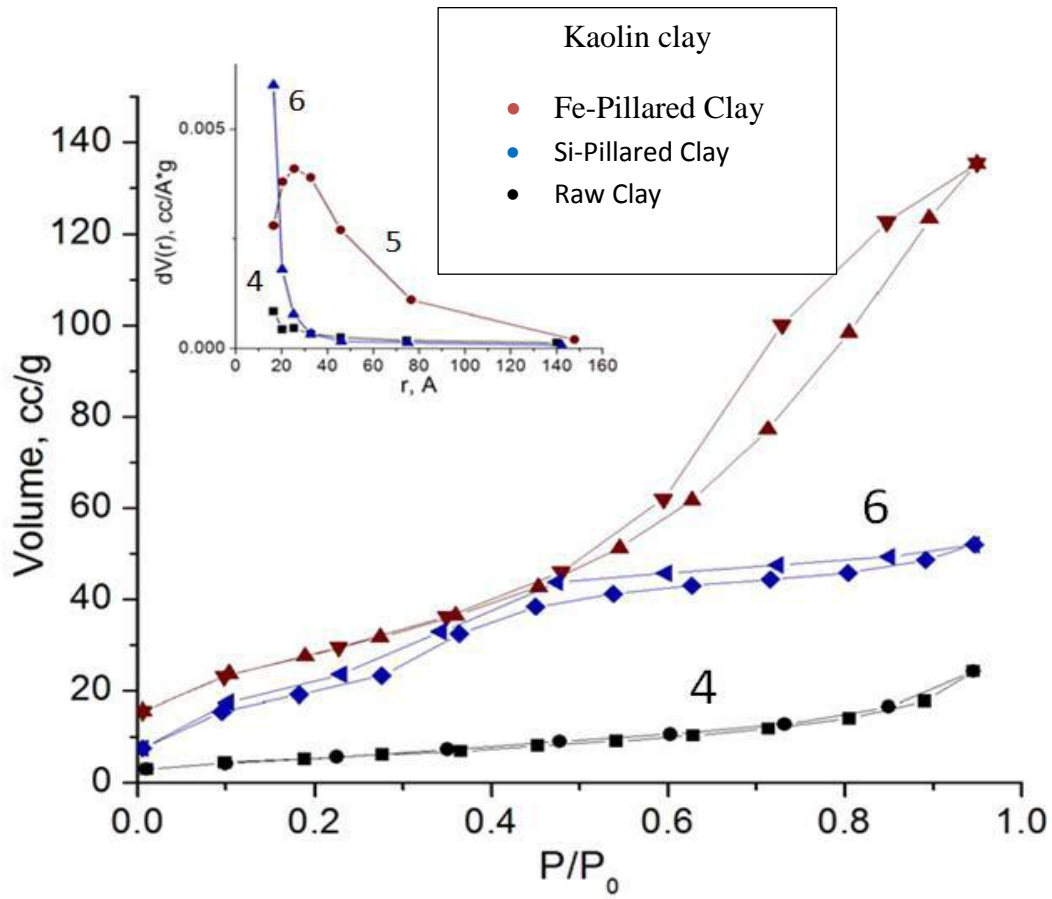 Kaolin clay
Fe-Pillared Clay
Si-Pillared Clay
Raw Clay
6
5
4
0.005
0.000
dV(r), cc/A*g
0 20 40 60 80 100 120 140 160
r, A
140
120
100
80
60
40
20
0
Volume, cc/g
6
4
0.0 0.2 0.4 0.6 0.8 1.0
P/P₀